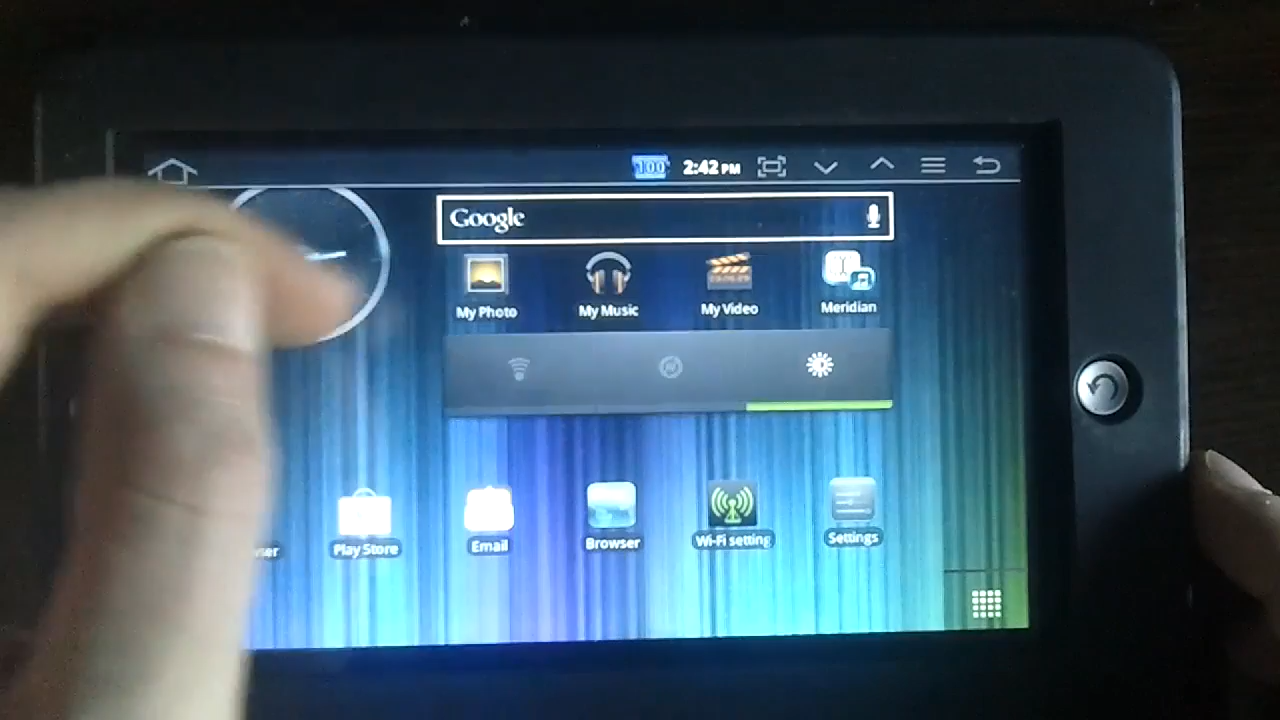 100 2:42 PM
Google
My Photo My Music My Video Meridian
Play Store Email Browser Wi-Fi setting Settings